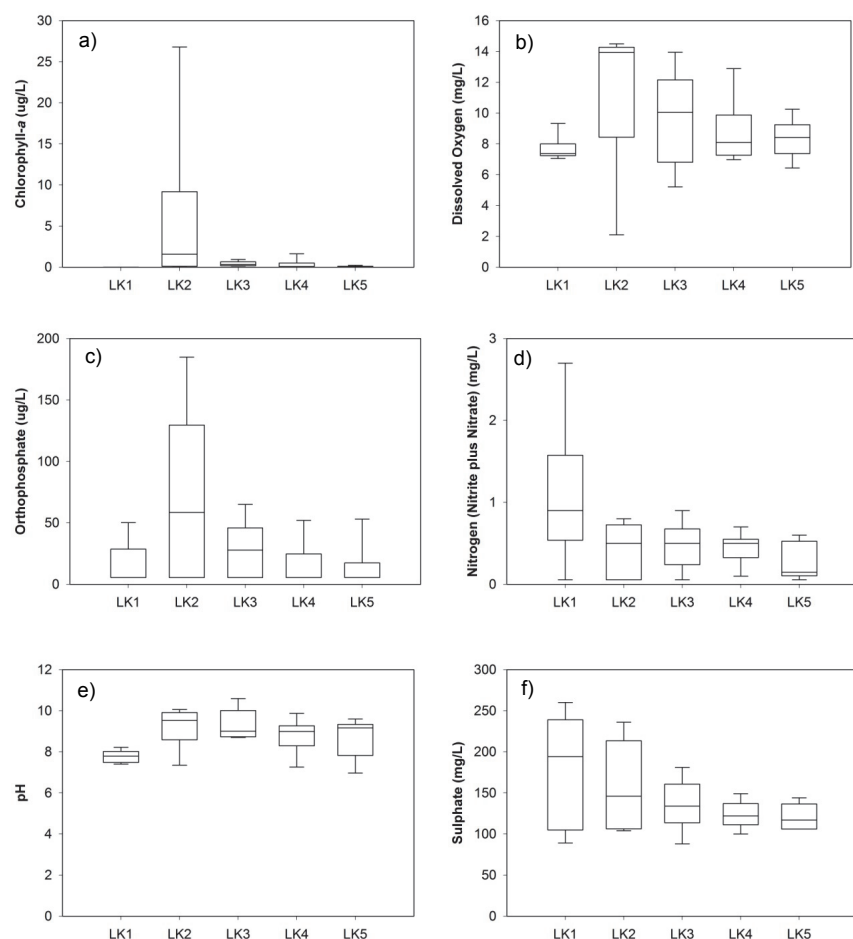 a)
Chlorophyll-a (ug/L)
30
25
20
15
10
5
0
LK1 LK2 LK3 LK4 LK5
b)
Dissolved Oxygen (mg/L)
16
14
12
10
8
6
4
2
0
LK1 LK2 LK3 LK4 LK5
c)
Orthophosphate (ug/L)
200
150
100
50
0
LK1 LK2 LK3 LK4 LK5
d)
Nitrogen (Nitrite plus Nitrate) (mg/L)
3
2
1
0
LK1 LK2 LK3 LK4 LK5
e)
pH
12
10
8
6
4
2
0
LK1 LK2 LK3 LK4 LK5
f)
Sulphate (mg/L)
300
250
200
150
100
50
0
LK1 LK2 LK3 LK4 LK5